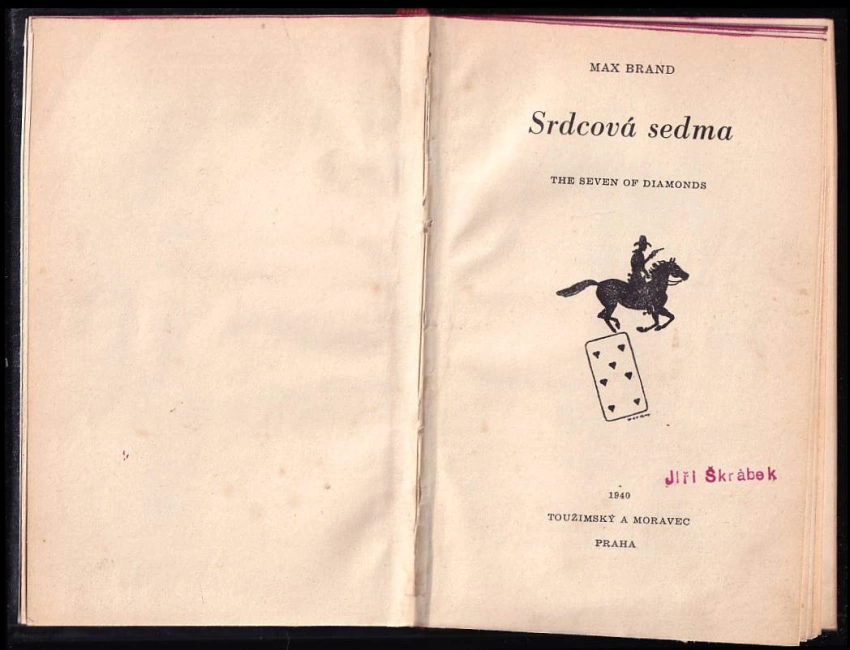 MAX BRAND
Srdcová sedma
THE SEVEN OF DIAMONDS
Jiří Škrábek
1940
TOUŽIMSKÝ A MORAVEC
PRAHA